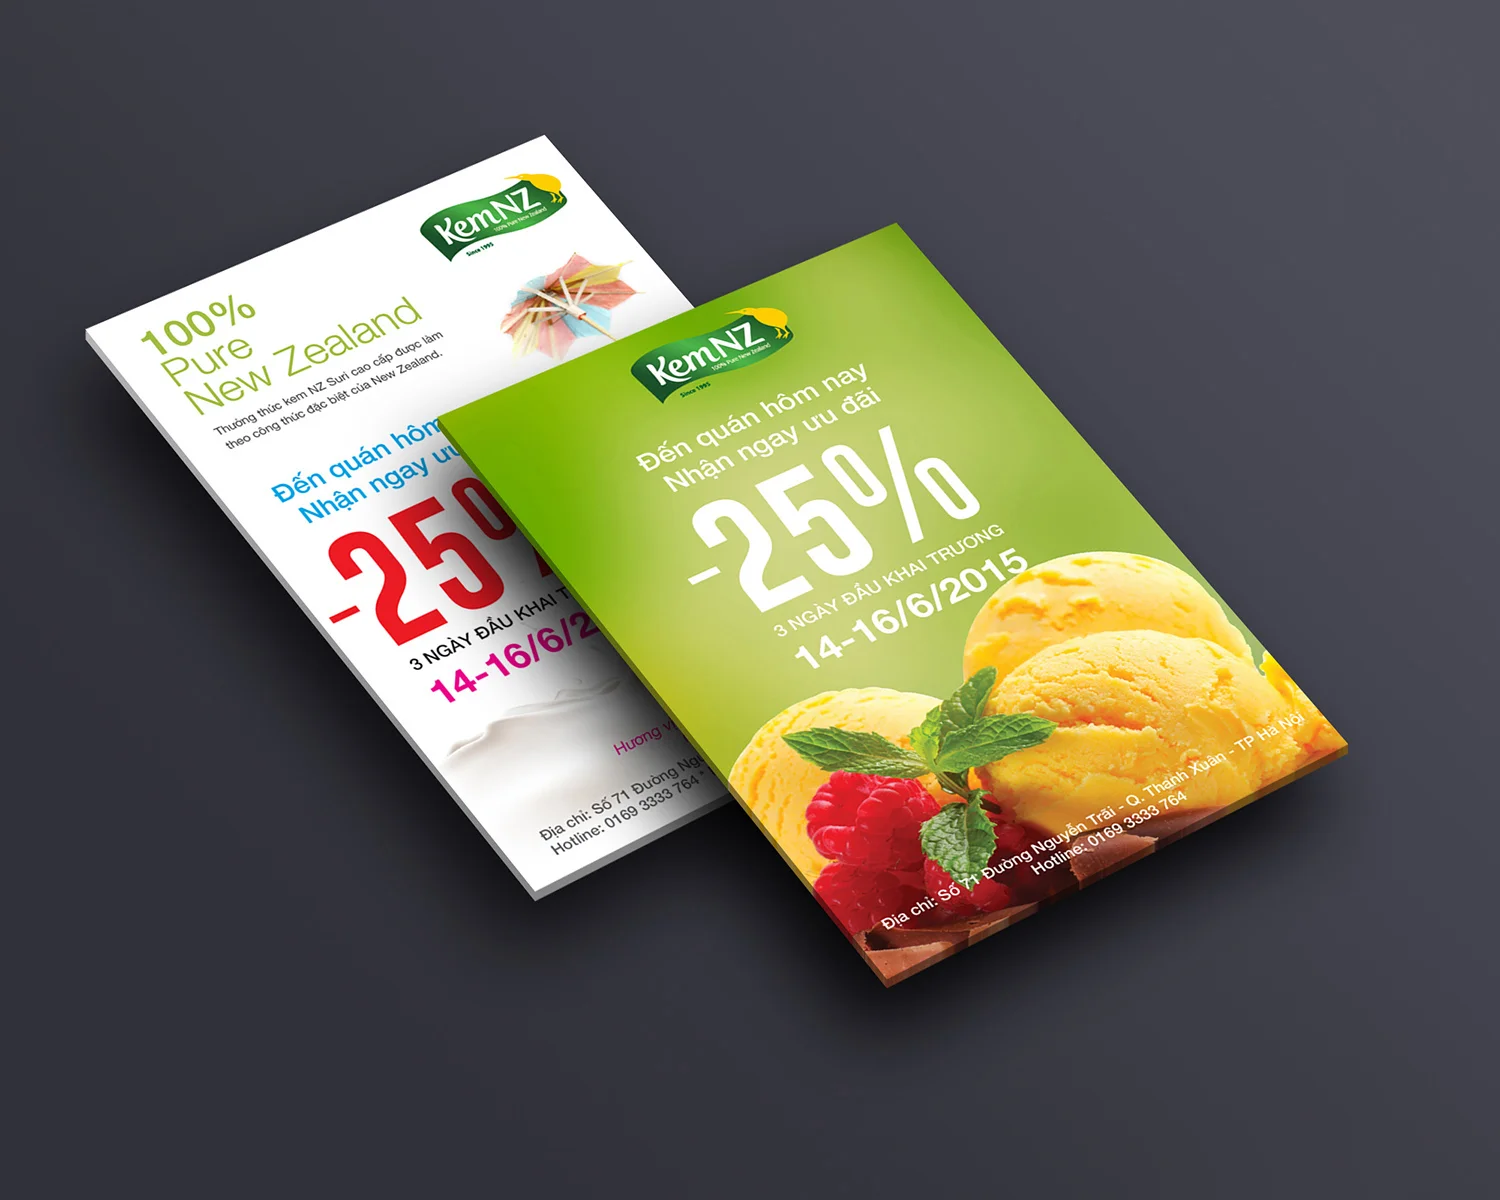 KemNZ
100% Pure New Zealand
Since 1995
100%
Pure
New Zealand
Thưởng thức kem NZ Suri cao cấp được làm
theo công thức đặc biệt của New Zealand.
Đến quán hôm
Nhận ngay ưu
-25%
3 NGÀY ĐẦU KHAI
14-16/6/2
Hương
Địa chỉ: Số 71 Đường
Hotline: 0169 3333 764
KemNZ
100% Pure New Zealand
Since 1995
Đến quán hôm nay
Nhận ngay ưu đãi
-25%
3 NGÀY ĐẦU KHAI TRƯƠNG
14-16/6/2015
Địa chỉ: Số 71 Đường Nguyễn Trãi - Q. Thanh Xuân - TP Hà Nội
Hotline: 0169 3333 764